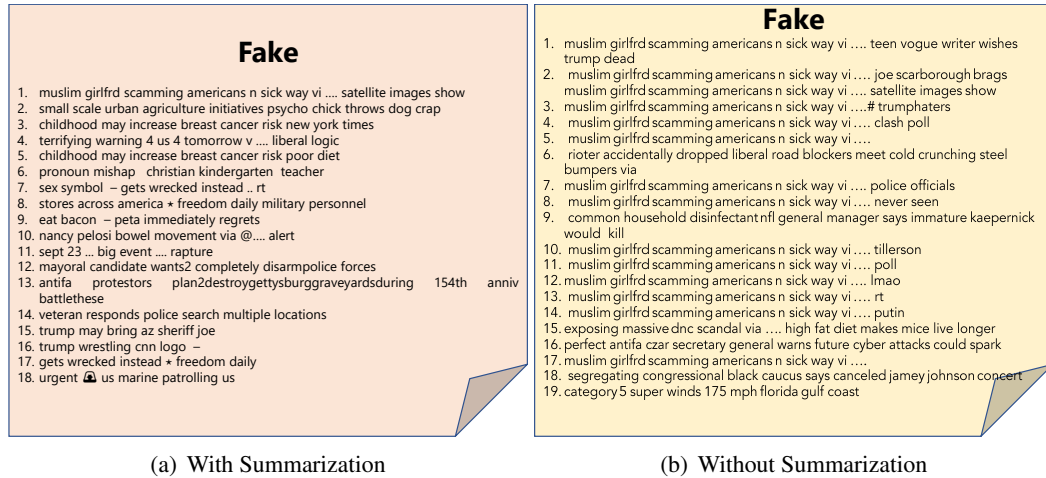 Fake
1. muslim girlfrd scamming americans n sick way vi .... satellite images show
2. small scale urban agriculture initiatives psycho chick throws dog crap
3. childhood may increase breast cancer risk new york times
4. terrifying warning 4 us 4 tomorrow v .... liberal logic
5. childhood may increase breast cancer risk poor diet
6. pronoun mishap christian kindergarten teacher
7. sex symbol – gets wrecked instead .. rt
8. stores across america ⋆ freedom daily military personnel
9. eat bacon – peta immediately regrets
10. nancy pelosi bowel movement via @.... alert
11. sept 23 ... big event .... rapture
12. mayoral candidate wants2 completely disarmpolice forces
13. antifa protestors plan2destroygettysburggraveyardsduring 154th anniv
battlethese
14. veteran responds police search multiple locations
15. trump may bring az sheriff joe
16. trump wrestling cnn logo –
17. gets wrecked instead ⋆ freedom daily
18. urgent 🚨 us marine patrolling us
(a) With Summarization
Fake
1. muslim girlfrd scamming americans n sick way vi .... teen vogue writer wishes
trump dead
2. muslim girlfrd scamming americans n sick way vi .... joe scarborough brags
muslim girlfrd scamming americans n sick way vi .... satellite images show
3. muslim girlfrd scamming americans n sick way vi ....# trumphaters
4. muslim girlfrd scamming americans n sick way vi .... clash poll
5. muslim girlfrd scamming americans n sick way vi ....
6. rioter accidentally dropped liberal road blockers meet cold crunching steel
bumpers via
7. muslim girlfrd scamming americans n sick way vi .... police officials
8. muslim girlfrd scamming americans n sick way vi .... never seen
9. common household disinfectant nfl general manager says immature kaepernick
would kill
10. muslim girlfrd scamming americans n sick way vi .... tillerson
11. muslim girlfrd scamming americans n sick way vi .... poll
12. muslim girlfrd scamming americans n sick way vi .... lmao
13. muslim girlfrd scamming americans n sick way vi .... rt
14. muslim girlfrd scamming americans n sick way vi .... putin
15. exposing massive dnc scandal via .... high fat diet makes mice live longer
16. perfect antifa czar secretary general warns future cyber attacks could spark
17. muslim girlfrd scamming americans n sick way vi ....
18. segregating congressional black caucus says canceled jamey johnson concert
19. category 5 super winds 175 mph florida gulf coast
(b) Without Summarization